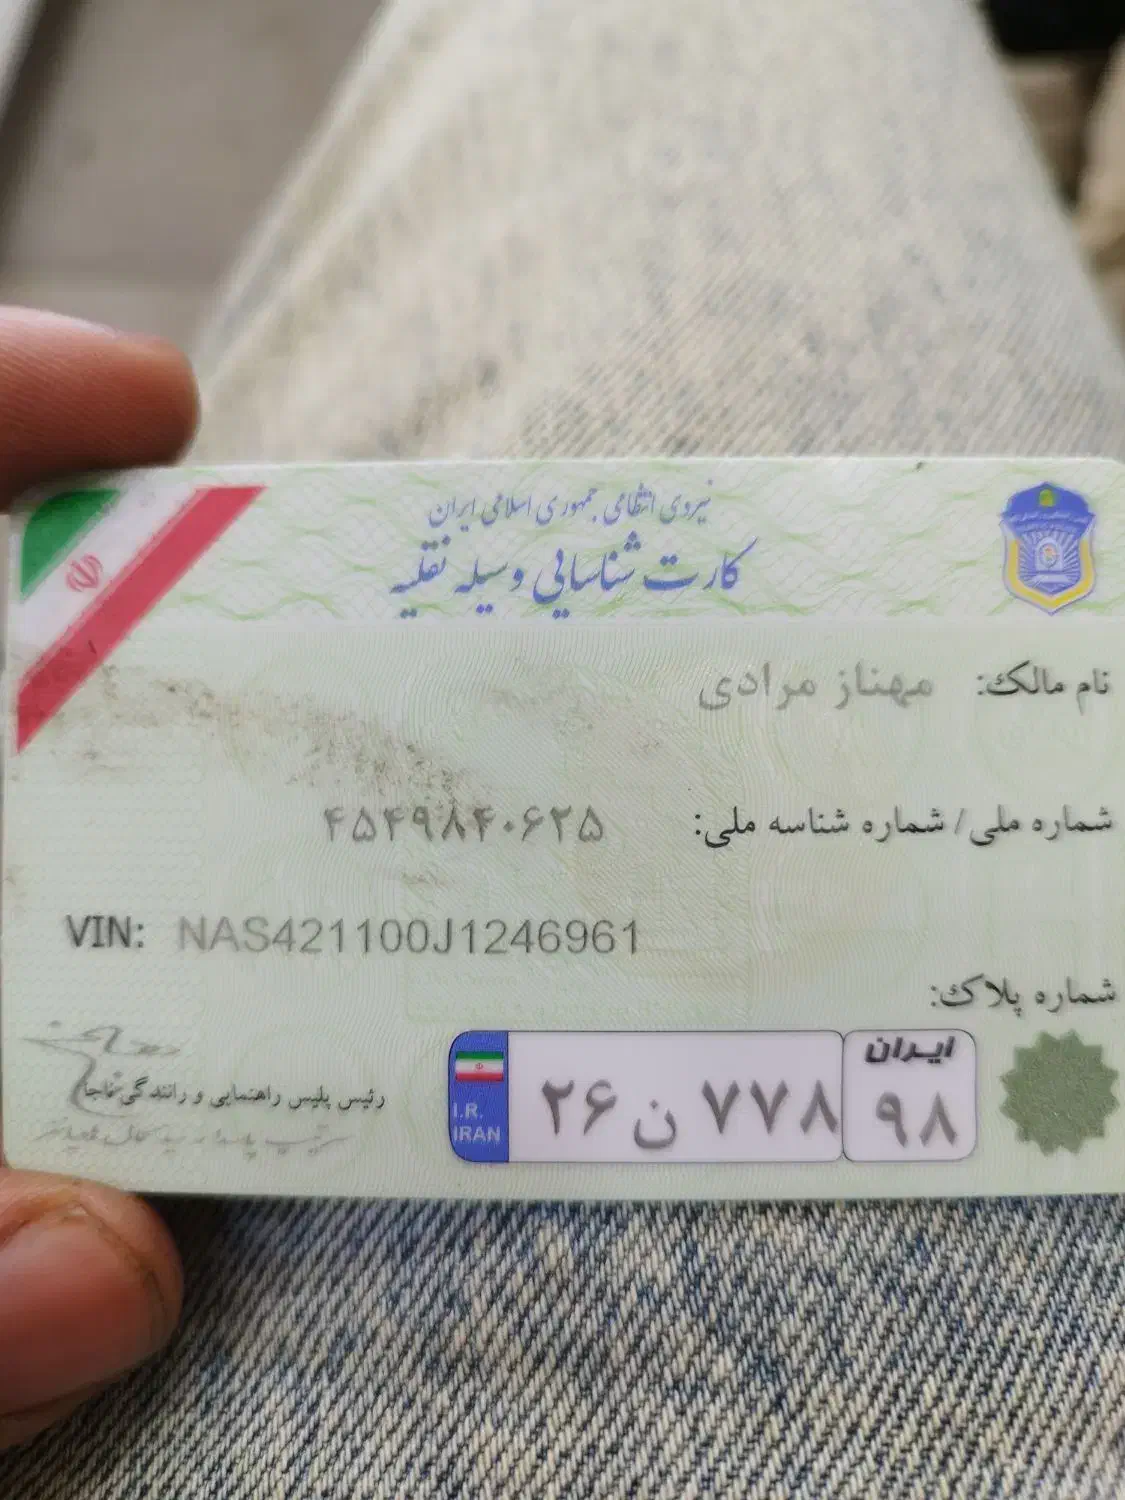 نیروی انتظامی جمهوری اسلامی ایران
کارت شناسایی وسیله نقلیه
نام مالک: مهناز مرادی
شماره ملی / شماره شناسه ملی: ۴۵۴۹۸۴۰۶۲۵
VIN: NAS421100J1246961
شماره پلاک:
I.R.
IRAN
۲۶ ن ۷۷۸
ایران
۹۸
رئیس پلیس راهنمایی و رانندگی فاجا